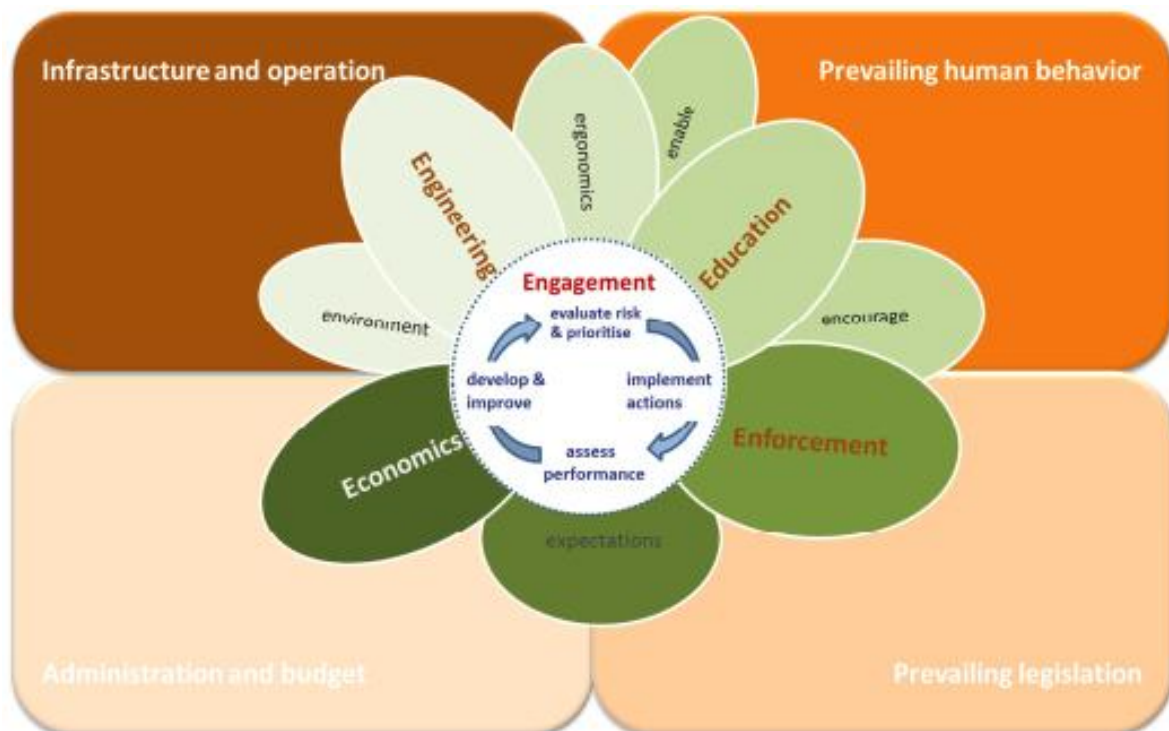 Infrastructure and operation
Prevailing human behavior
enable
ergonomics
Engineering
Education
environment
encourage
Engagement
evaluate risk
& prioritise
develop &
improve
implement
actions
assess
performance
Economics
Enforcement
expectations
Administration and budget
Prevailing legislation